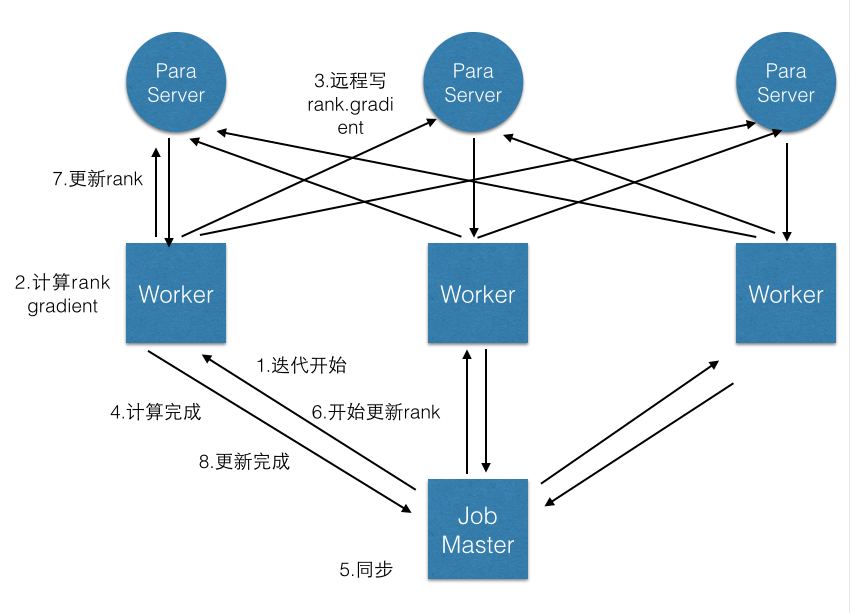 Para
Server
Para
Server
Para
Server
3.远程写
rank.gradi
ent
7.更新rank
2.计算rank
gradient
Worker
Worker
Worker
1.迭代开始
4.计算完成
6.开始更新rank
8.更新完成
Job
Master
5.同步